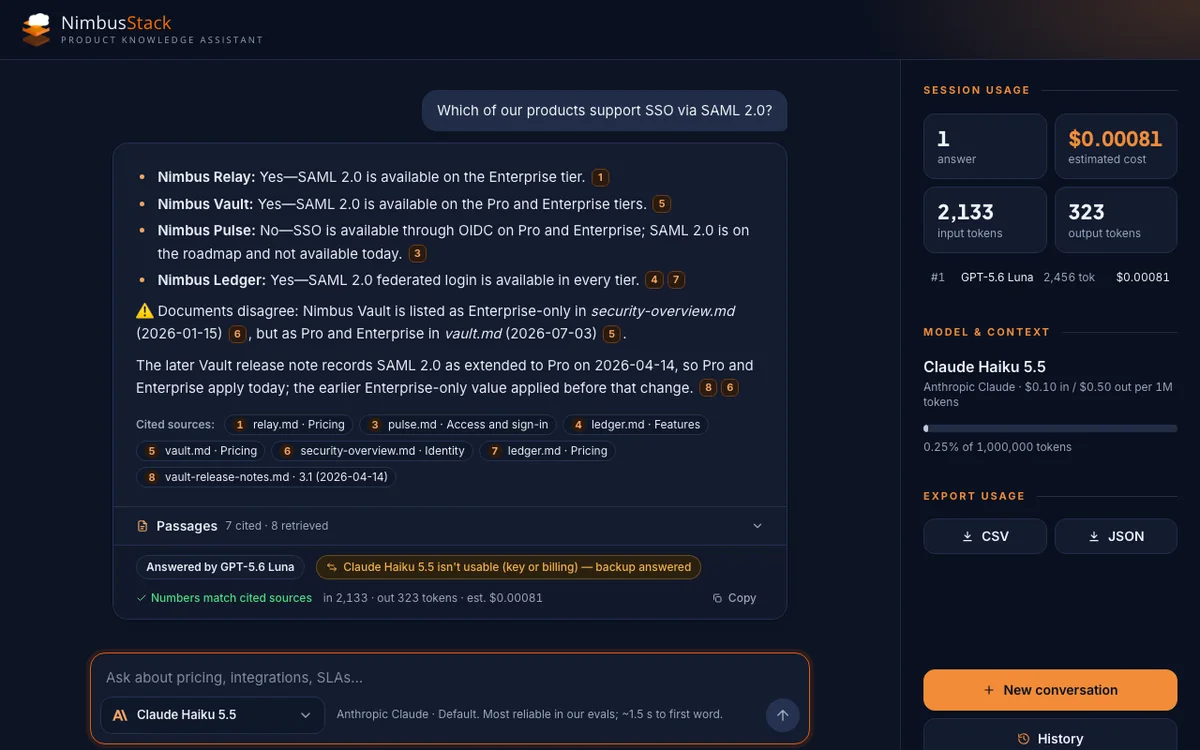 NimbusStack
PRODUCT KNOWLEDGE ASSISTANT
Which of our products support SSO via SAML 2.0?
• Nimbus Relay: Yes—SAML 2.0 is available on the Enterprise tier. 1
• Nimbus Vault: Yes—SAML 2.0 is available on the Pro and Enterprise tiers. 5
• Nimbus Pulse: No—SSO is available through OIDC on Pro and Enterprise; SAML 2.0 is on
the roadmap and not available today. 3
• Nimbus Ledger: Yes—SAML 2.0 federated login is available in every tier. 4 7
⚠️ Documents disagree: Nimbus Vault is listed as Enterprise-only in security-overview.md
(2026-01-15) 6 , but as Pro and Enterprise in vault.md (2026-07-03) 5 .
The later Vault release note records SAML 2.0 as extended to Pro on 2026-04-14, so Pro and
Enterprise apply today; the earlier Enterprise-only value applied before that change. 8 6
Cited sources: 1 relay.md · Pricing 3 pulse.md · Access and sign-in 4 ledger.md · Features
5 vault.md · Pricing 6 security-overview.md · Identity 7 ledger.md · Pricing
8 vault-release-notes.md · 3.1 (2026-04-14)
Passages 7 cited · 8 retrieved
Answered by GPT-5.6 Luna Claude Haiku 5.5 isn't usable (key or billing) — backup answered
Numbers match cited sources in 2,133 · out 323 tokens · est. $0.00081 Copy
Ask about pricing, integrations, SLAs...
Claude Haiku 5.5 Anthropic Claude · Default. Most reliable in our evals; ~1.5 s to first word.
SESSION USAGE
1 $0.00081
answer estimated cost
2,133 323
input tokens output tokens
#1 GPT-5.6 Luna 2,456 tok $0.00081
MODEL & CONTEXT
Claude Haiku 5.5
Anthropic Claude · $0.10 in / $0.50 out per 1M
tokens
0.25% of 1,000,000 tokens
EXPORT USAGE
CSV JSON
+ New conversation
History